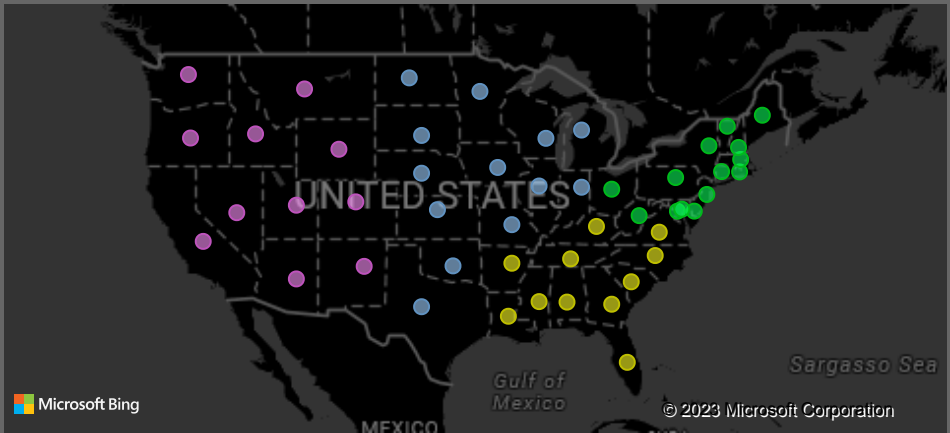 UNITED STATES
Sargasso Sea
Gulf of
Mexico
Microsoft Bing
© 2023 Microsoft Corporation
MEXICO